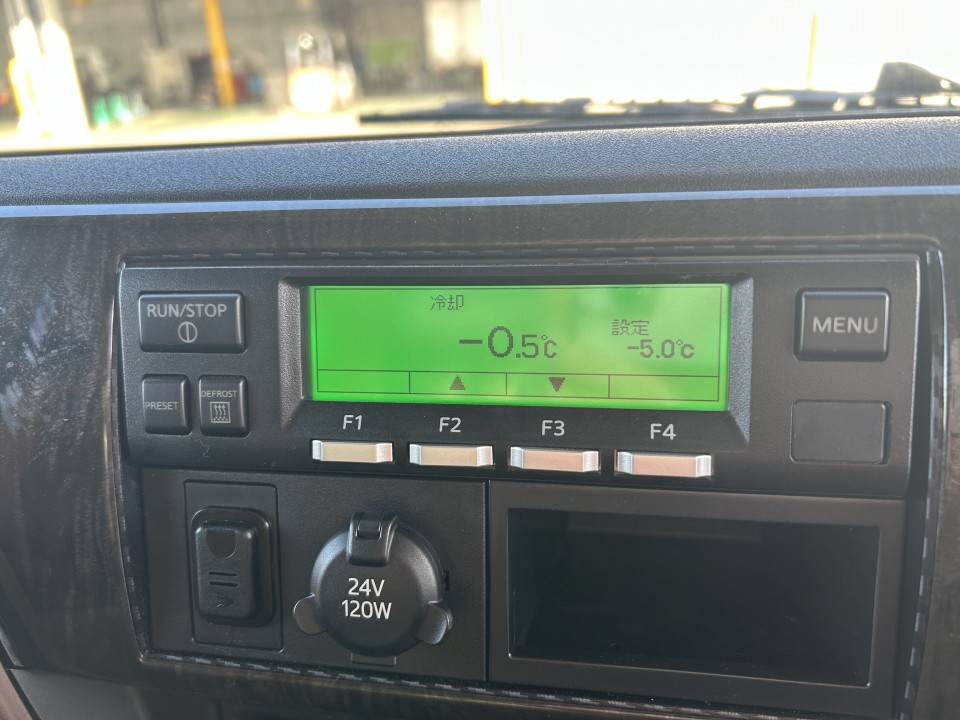 RUN/STOP
冷却
設定
-0.5℃
-5.0℃
▲ ▼
MENU
PRESET
DEFROST
F1
F2
F3
F4
24V
120W